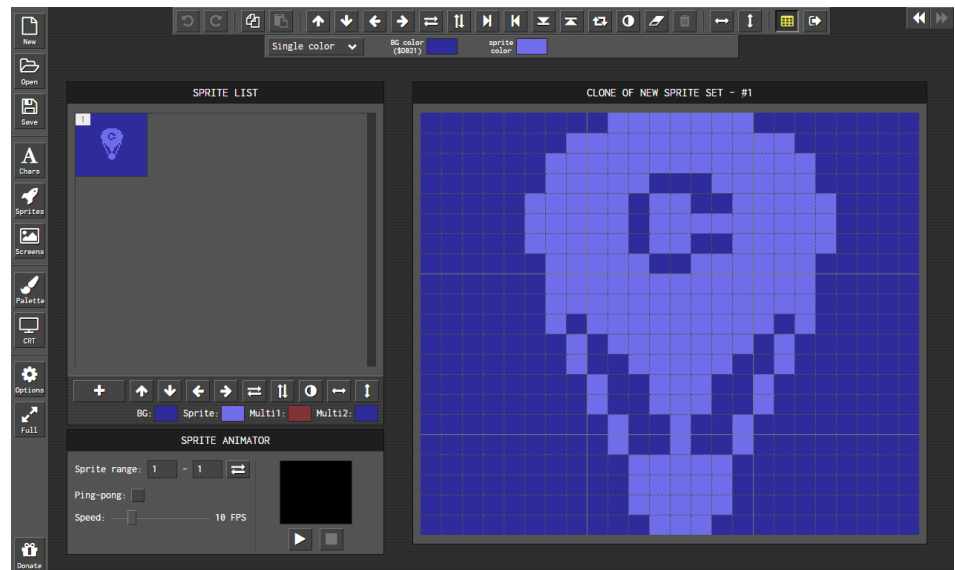 New
Open
Save
Chars
Sprites
Screens
Palette
CRT
Options
Full
Donate
Single color
BG color
($D021)
sprite
color
SPRITE LIST
1
BG:
Sprite:
Multi1:
Multi2:
SPRITE ANIMATOR
Sprite range: 1 - 1
Ping-pong:
Speed: 10 FPS
CLONE OF NEW SPRITE SET - #1